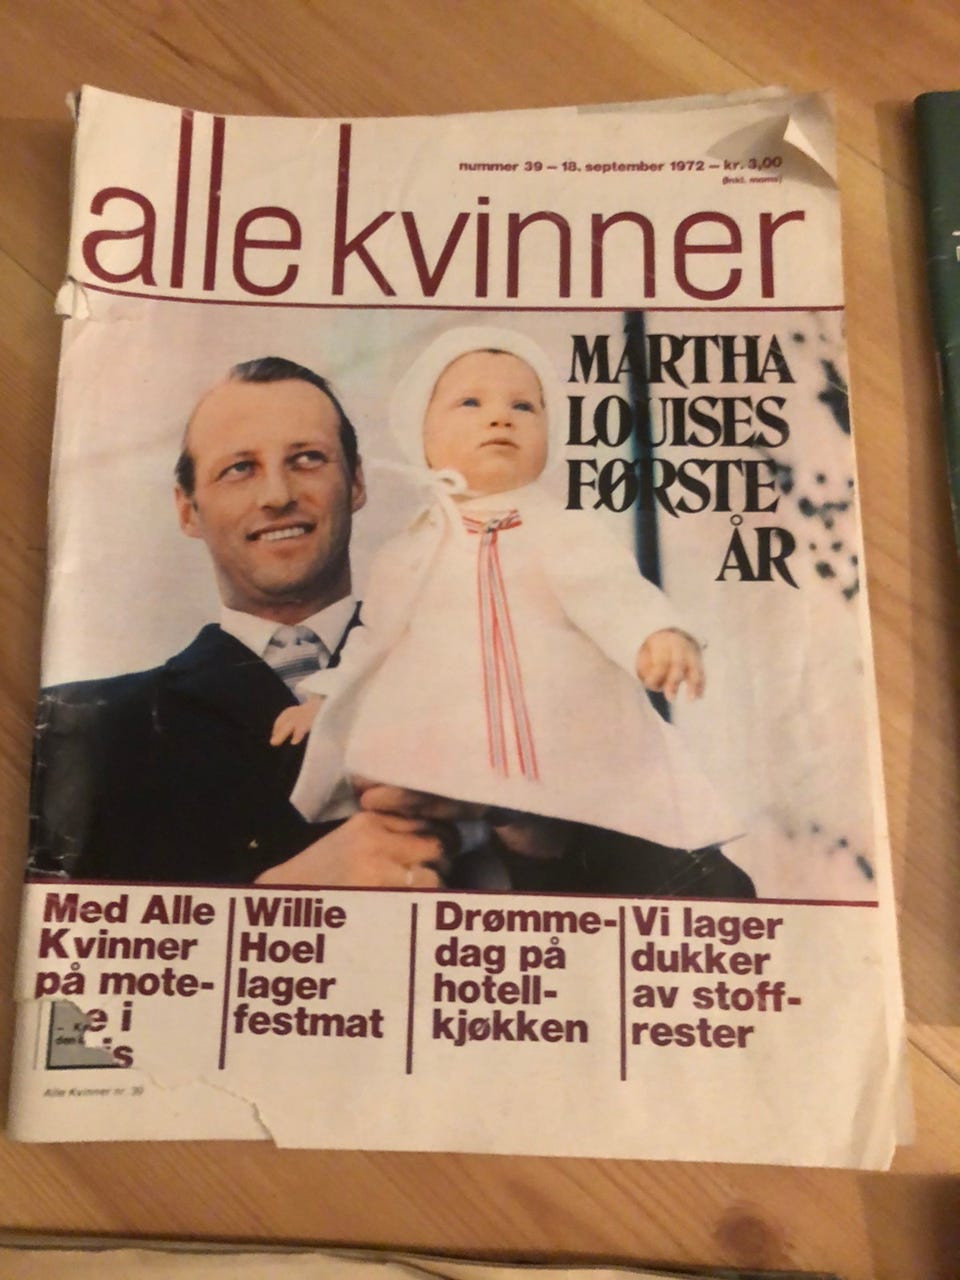 nummer 39 – 18. september 1972 – kr. 3,00
(Inkl. moms)
alle kvinner
MARTHA
LOUISES
FØRSTE
ÅR
Med Alle
Kvinner
på mote-
e i
is
Willie
Hoel
lager
festmat
Drømme-
dag på
hotell-
kjøkken
Vi lager
dukker
av stoff-
rester
Alle Kvinner nr. 39